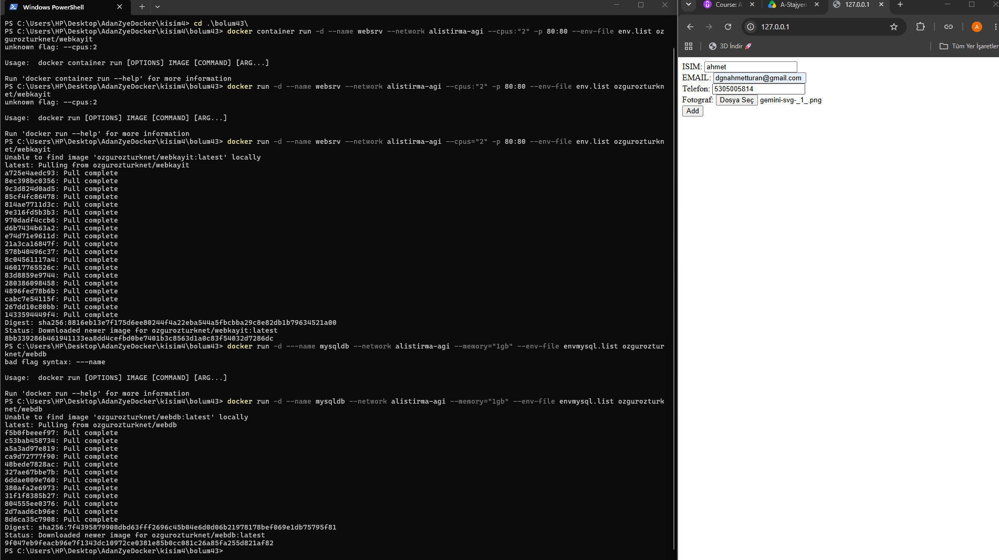 Windows PowerShell
PS C:\Users\HP\Desktop\AdanZyeDocker\kisim4> cd .\bolum43\
PS C:\Users\HP\Desktop\AdanZyeDocker\kisim4\bolum43> docker container run -d --name websrv --network alistirma-agi --cpus:"2" -p 80:80 --env-file env.list oz
gurozturknet/webkayit
unknown flag: --cpus:2
Usage:  docker container run [OPTIONS] IMAGE [COMMAND] [ARG...]
Run 'docker container run --help' for more information
PS C:\Users\HP\Desktop\AdanZyeDocker\kisim4\bolum43> docker run -d --name websrv --network alistirma-agi --cpus:"2" -p 80:80 --env-file env.list ozgurozturkn
et/webkayit
unknown flag: --cpus:2
Usage:  docker run [OPTIONS] IMAGE [COMMAND] [ARG...]
Run 'docker run --help' for more information
PS C:\Users\HP\Desktop\AdanZyeDocker\kisim4\bolum43> docker run -d --name websrv --network alistirma-agi --cpus="2" -p 80:80 --env-file env.list ozgurozturkn
et/webkayit
Unable to find image 'ozgurozturknet/webkayit:latest' locally
latest: Pulling from ozgurozturknet/webkayit
a725e4aedc93: Pull complete
8ec398bc0356: Pull complete
9c3d824d0ad5: Pull complete
85cf4fc86478: Pull complete
814ae7711d3c: Pull complete
9e316fd5b3b3: Pull complete
970dadf4ccb6: Pull complete
d6b7434b63a2: Pull complete
e74d71e9611d: Pull complete
21a3ca16847f: Pull complete
578b40496c37: Pull complete
8c04561117a4: Pull complete
46017765526c: Pull complete
83d8859e9744: Pull complete
280386098458: Pull complete
4896fed78b6b: Pull complete
cabc7e54115f: Pull complete
267dd10c80bb: Pull complete
1433594449f4: Pull complete
Digest: sha256:8816eb13e7f175d6ee80244f4a22eba544a5fbcbba29c8e82db1b79634521a00
Status: Downloaded newer image for ozgurozturknet/webkayit:latest
8bb339286b461941133ea8dd4cefbd0be7401b3c8563d1a0c83f54032d7286dc
PS C:\Users\HP\Desktop\AdanZyeDocker\kisim4\bolum43> docker run -d ---name mysqldb --network alistirma-agi --memory="1gb" --env-file envmysql.list ozguroztur
knet/webdb
bad flag syntax: ---name
Usage:  docker run [OPTIONS] IMAGE [COMMAND] [ARG...]
Run 'docker run --help' for more information
PS C:\Users\HP\Desktop\AdanZyeDocker\kisim4\bolum43> docker run -d --name mysqldb --network alistirma-agi --memory="1gb" --env-file envmysql.list ozgurozturk
net/webdb
Unable to find image 'ozgurozturknet/webdb:latest' locally
latest: Pulling from ozgurozturknet/webdb
f5b0fbeeef97: Pull complete
c53bab458734: Pull complete
a5a3ad97e819: Pull complete
ca9d72777f90: Pull complete
48bede7828ac: Pull complete
327ae67bbe7b: Pull complete
6ddae009e760: Pull complete
380afa2e6973: Pull complete
31f1f8385b27: Pull complete
804555ee0376: Pull complete
2d7aad6cb96e: Pull complete
8d6ca35c7908: Pull complete
Digest: sha256:7f4395879908dbd63fff2696c45b04e6d0d06b21978178bef069e1db75795f81
Status: Downloaded newer image for ozgurozturknet/webdb:latest
9f047eb9feacb96e7f1343dc10972ce0381e85b0cc081c26a85fa255d821af82
PS C:\Users\HP\Desktop\AdanZyeDocker\kisim4\bolum43>
Course: A
A-Stajyeri
127.0.0.1
127.0.0.1
A
3D İndir 🚀
Tüm Yer İşaretler
ISIM: ahmet
EMAIL: dgnahmetturan@gmail.com
Telefon: 5305005814
Fotograf: Dosya Seç gemini-svg-_1_.png
Add